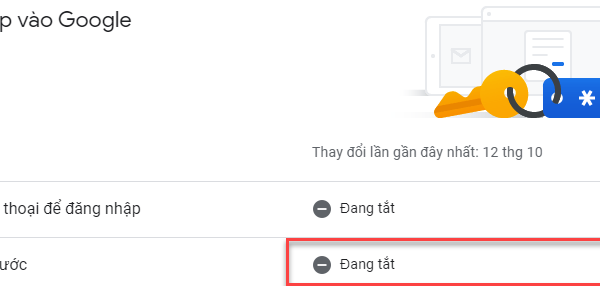 p vào Google
Thay đổi lần gần đây nhất: 12 thg 10
thoại để đăng nhập
Đang tắt
ước
Đang tắt